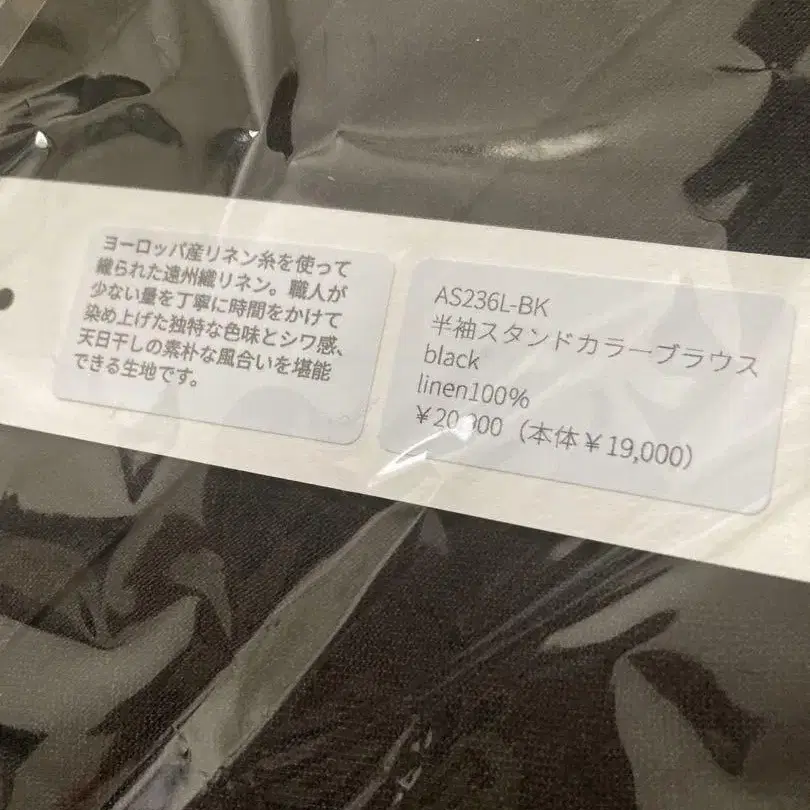 ヨーロッパ産リネン糸を使って
織られた遠州織リネン。職人が
少ない量を丁寧に時間をかけて
染め上げた独特な色味とシワ感、
天日干しの素朴な風合いを堪能
できる生地です。
AS236L-BK
半袖スタンドカラーブラウス
black
linen100%
(本体￥19,000)